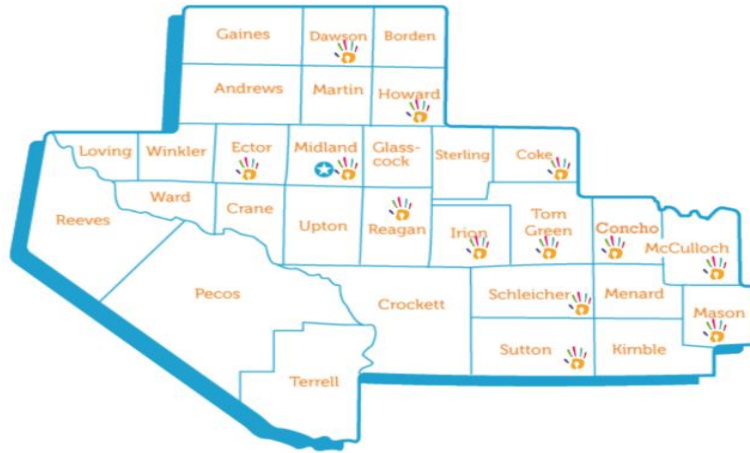 Gaines
Dawson
Borden
Andrews
Martin
Howard
Loving
Winkler
Ector
Midland
Glass-
cock
Sterling
Coke
Reeves
Ward
Crane
Upton
Reagan
Irion
Tom
Green
Concho
McCulloch
Pecos
Crockett
Schleicher
Menard
Mason
Sutton
Kimble
Terrell